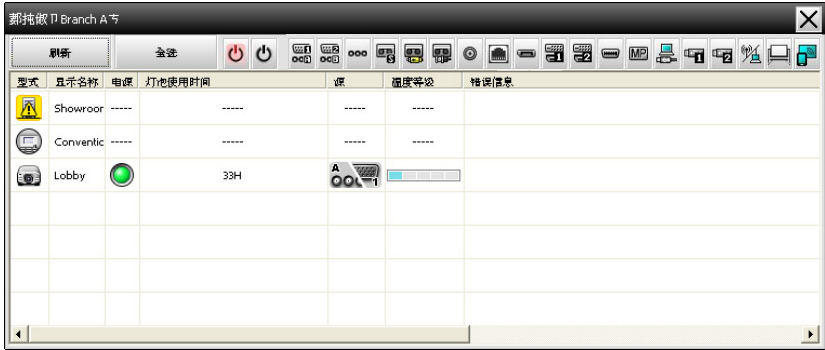 Branch A
刷新 全选 MP
型式 显示名称 电源 灯泡使用时间 源 温度等级 错误信息
Showroor ----- ----- ----- -----
Conventic ----- ----- ----- -----
Lobby 33H